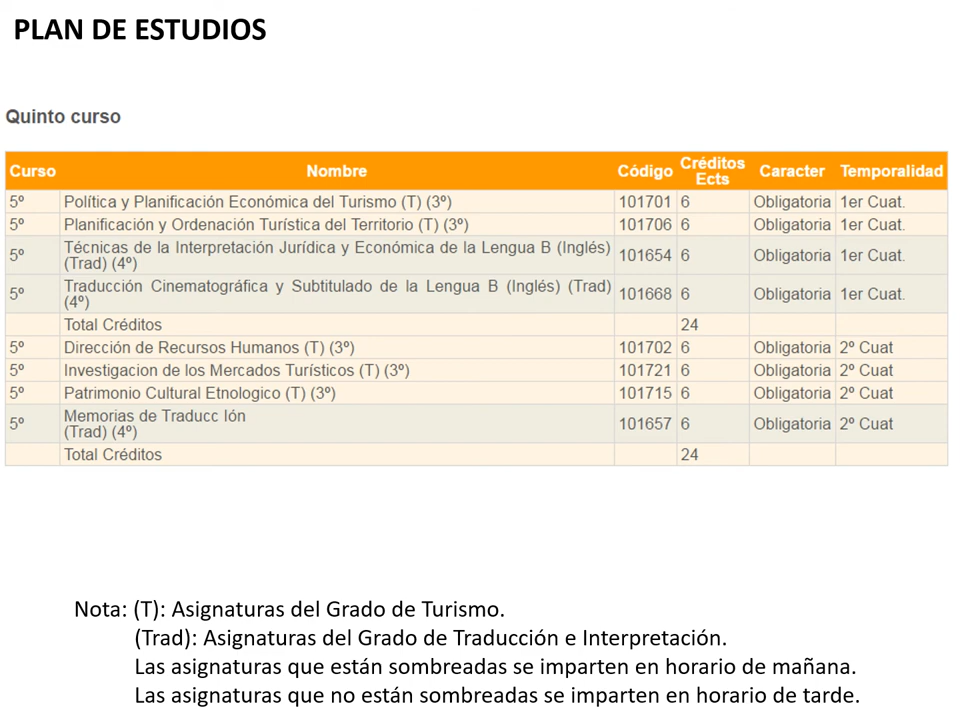 PLAN DE ESTUDIOS
Quinto curso
Curso Nombre Código Créditos Ects Caracter Temporalidad
5º Política y Planificación Económica del Turismo (T) (3º) 101701 6 Obligatoria 1er Cuat.
5º Planificación y Ordenación Turística del Territorio (T) (3º) 101706 6 Obligatoria 1er Cuat.
5º Técnicas de la Interpretación Jurídica y Económica de la Lengua B (Inglés) (Trad) (4º) 101654 6 Obligatoria 1er Cuat.
5º Traducción Cinematográfica y Subtitulado de la Lengua B (Inglés) (Trad) (4º) 101668 6 Obligatoria 1er Cuat.
Total Créditos 24
5º Dirección de Recursos Humanos (T) (3º) 101702 6 Obligatoria 2º Cuat
5º Investigacion de los Mercados Turísticos (T) (3º) 101721 6 Obligatoria 2º Cuat
5º Patrimonio Cultural Etnologico (T) (3º) 101715 6 Obligatoria 2º Cuat
5º Memorias de Traducc Ión (Trad) (4º) 101657 6 Obligatoria 2º Cuat
Total Créditos 24
Nota: (T): Asignaturas del Grado de Turismo.
(Trad): Asignaturas del Grado de Traducción e Interpretación.
Las asignaturas que están sombreadas se imparten en horario de mañana.
Las asignaturas que no están sombreadas se imparten en horario de tarde.